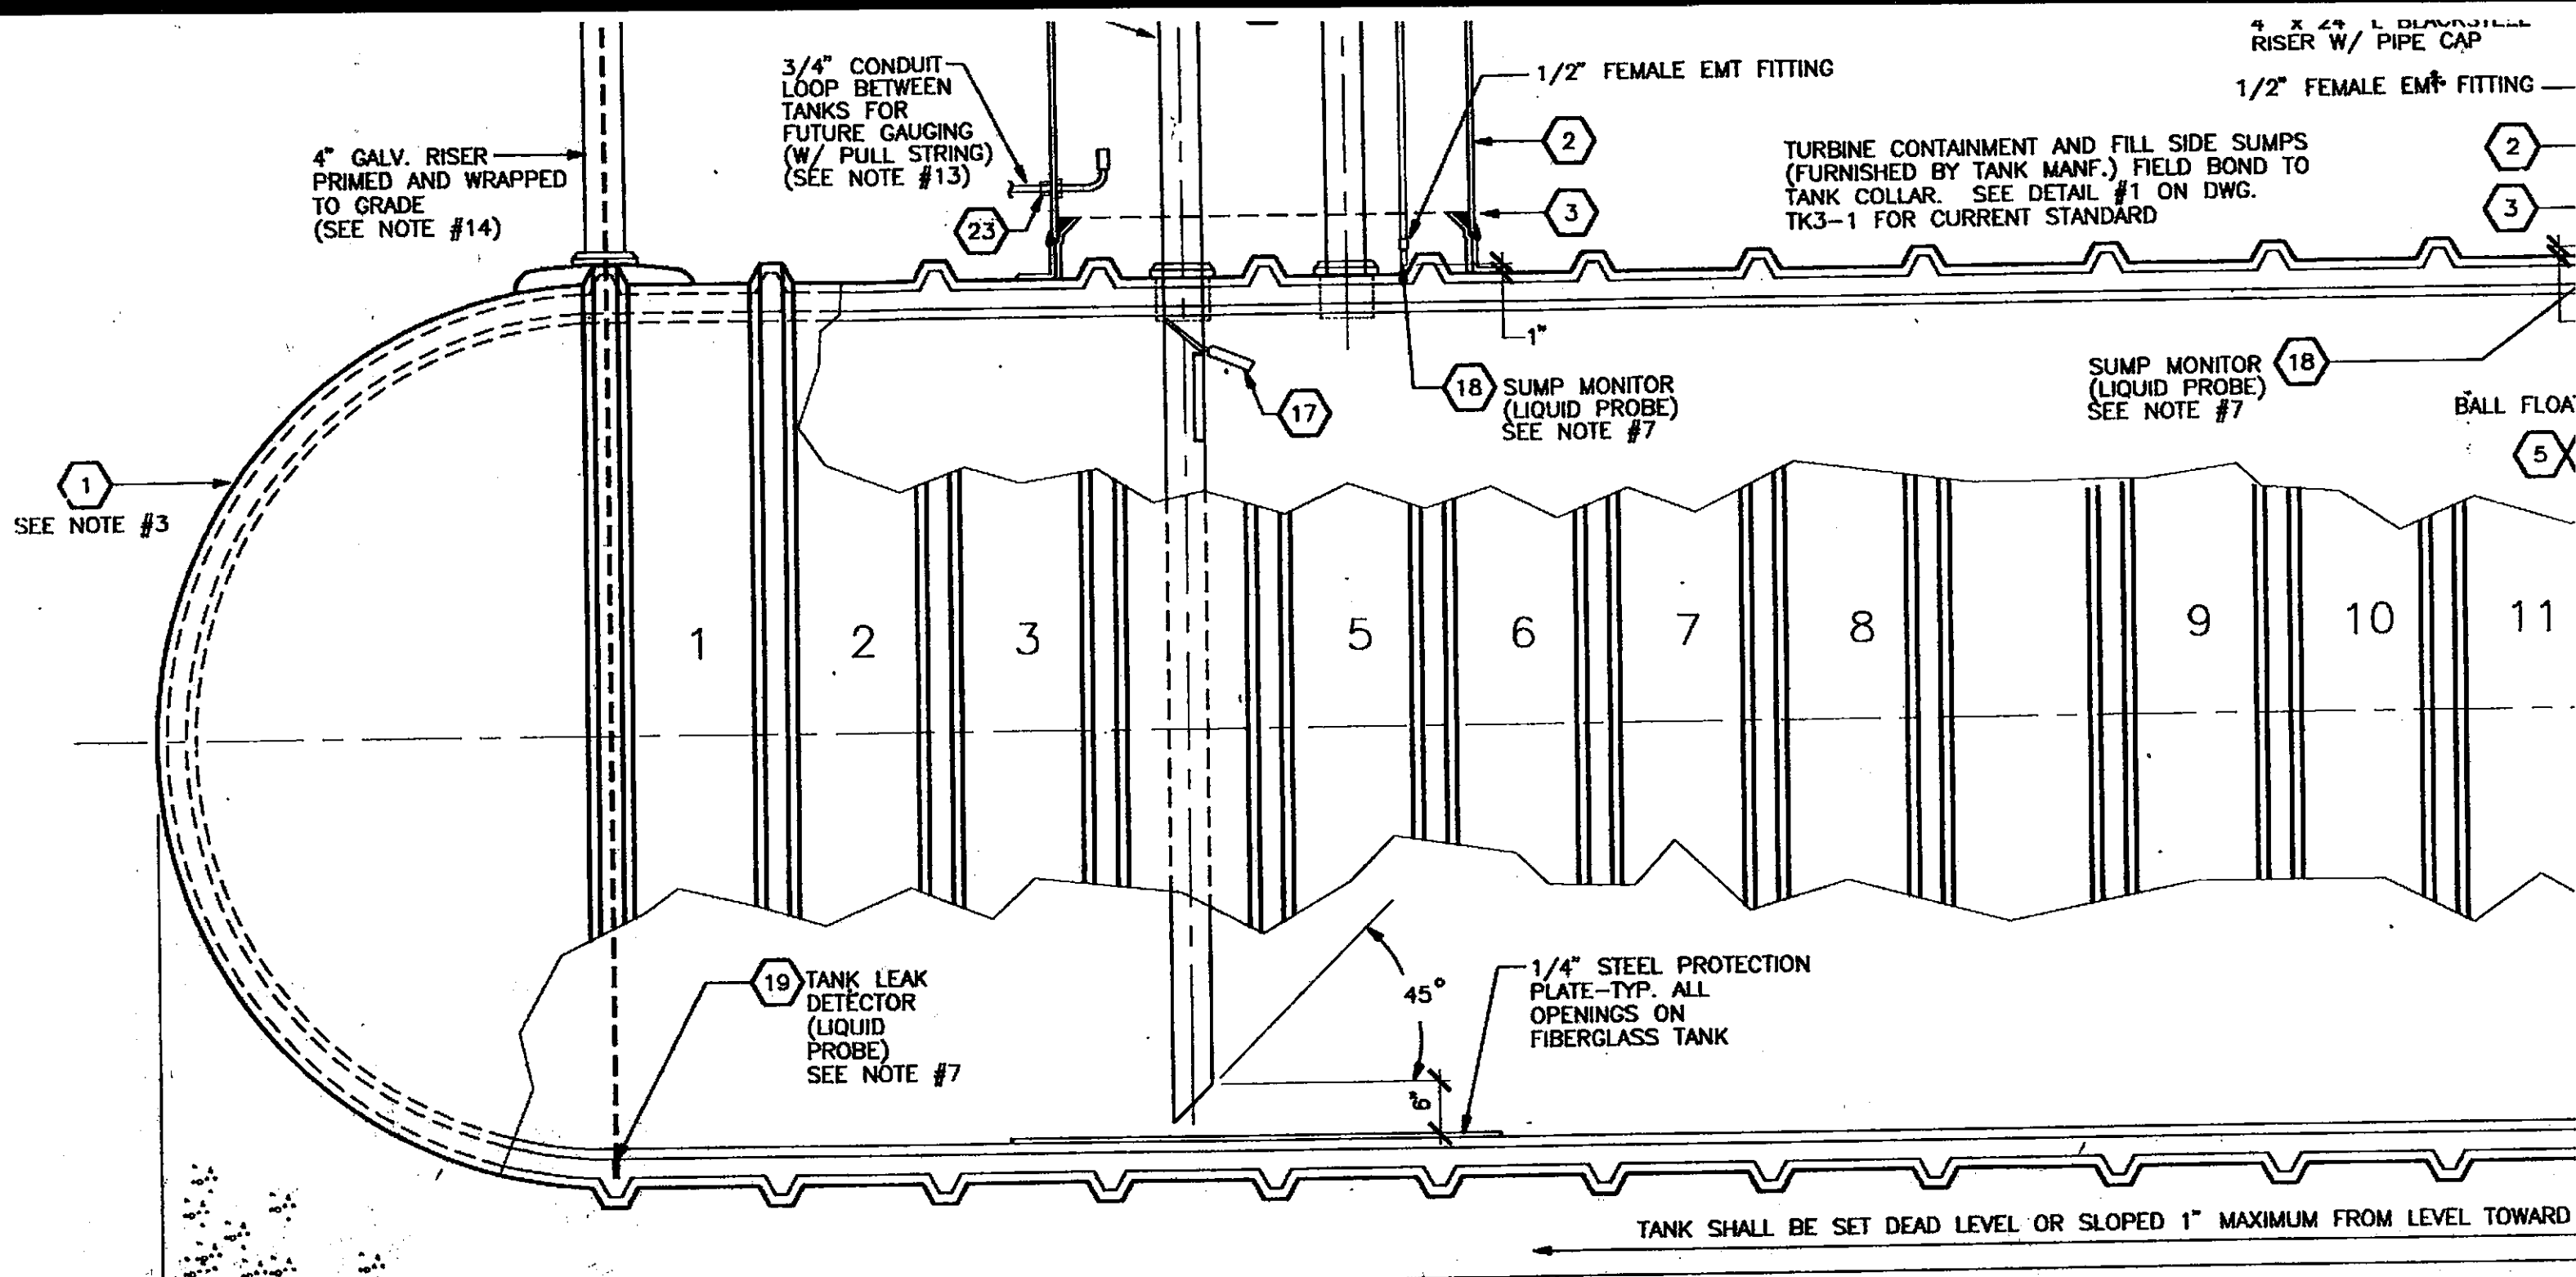 4" X 24" L BLACKSTEEL
RISER W/ PIPE CAP
1/2" FEMALE EMT FITTING
3/4" CONDUIT
LOOP BETWEEN
TANKS FOR
FUTURE GAUGING
(W/ PULL STRING)
(SEE NOTE #13)
1/2" FEMALE EMT FITTING
4" GALV. RISER
PRIMED AND WRAPPED
TO GRADE
(SEE NOTE #14)
2
TURBINE CONTAINMENT AND FILL SIDE SUMPS
(FURNISHED BY TANK MANF.) FIELD BOND TO
TANK COLLAR. SEE DETAIL #1 ON DWG.
TK3-1 FOR CURRENT STANDARD
2
3
3
23
1"
18 SUMP MONITOR
(LIQUID PROBE)
SEE NOTE #7
17
SUMP MONITOR 18
(LIQUID PROBE)
SEE NOTE #7
BALL FLOAT
5
1
SEE NOTE #3
1 2 3 5 6 7 8 9 10 11
19 TANK LEAK
DETECTOR
(LIQUID
PROBE)
SEE NOTE #7
45°
6"
1/4" STEEL PROTECTION
PLATE-TYP. ALL
OPENINGS ON
FIBERGLASS TANK
TANK SHALL BE SET DEAD LEVEL OR SLOPED 1" MAXIMUM FROM LEVEL TOWARD